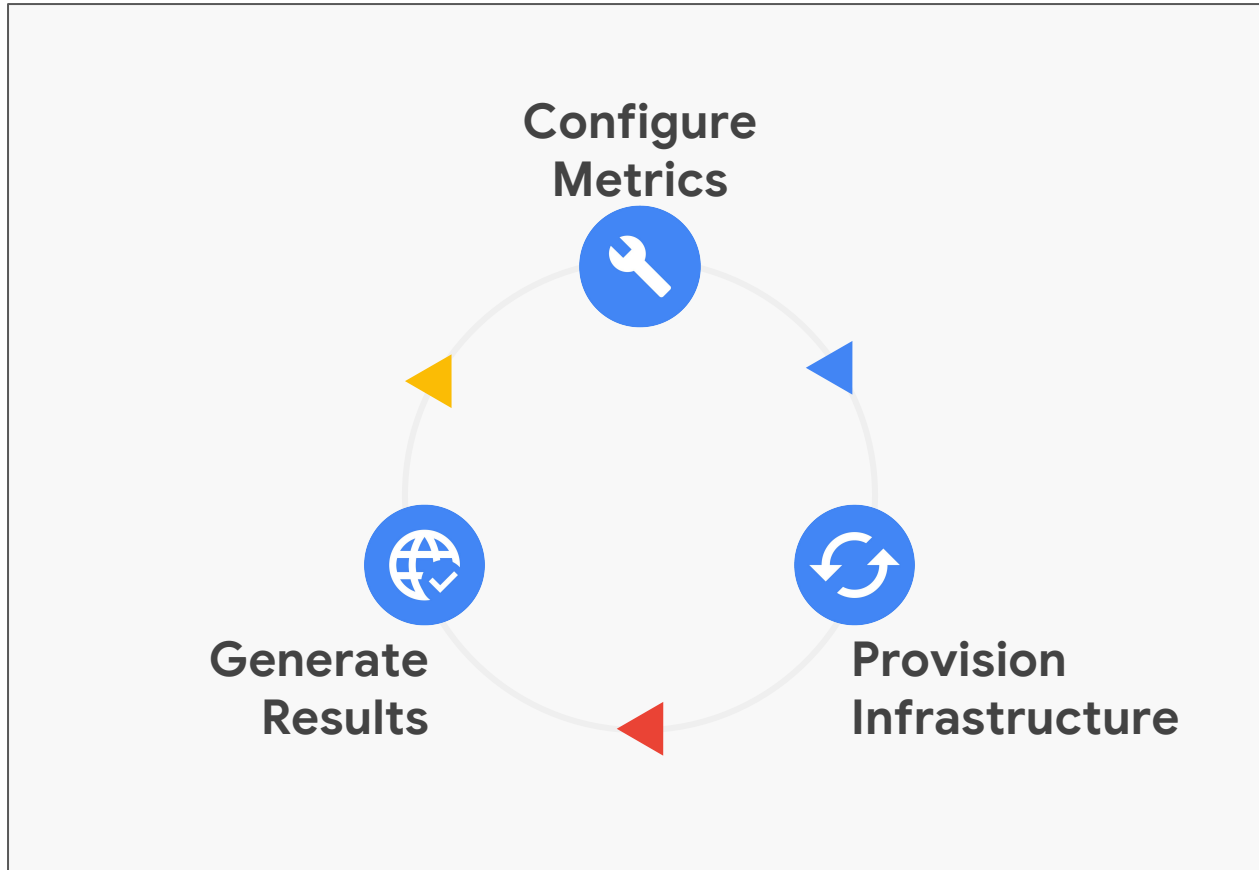 Configure
Metrics
Generate
Results
Provision
Infrastructure